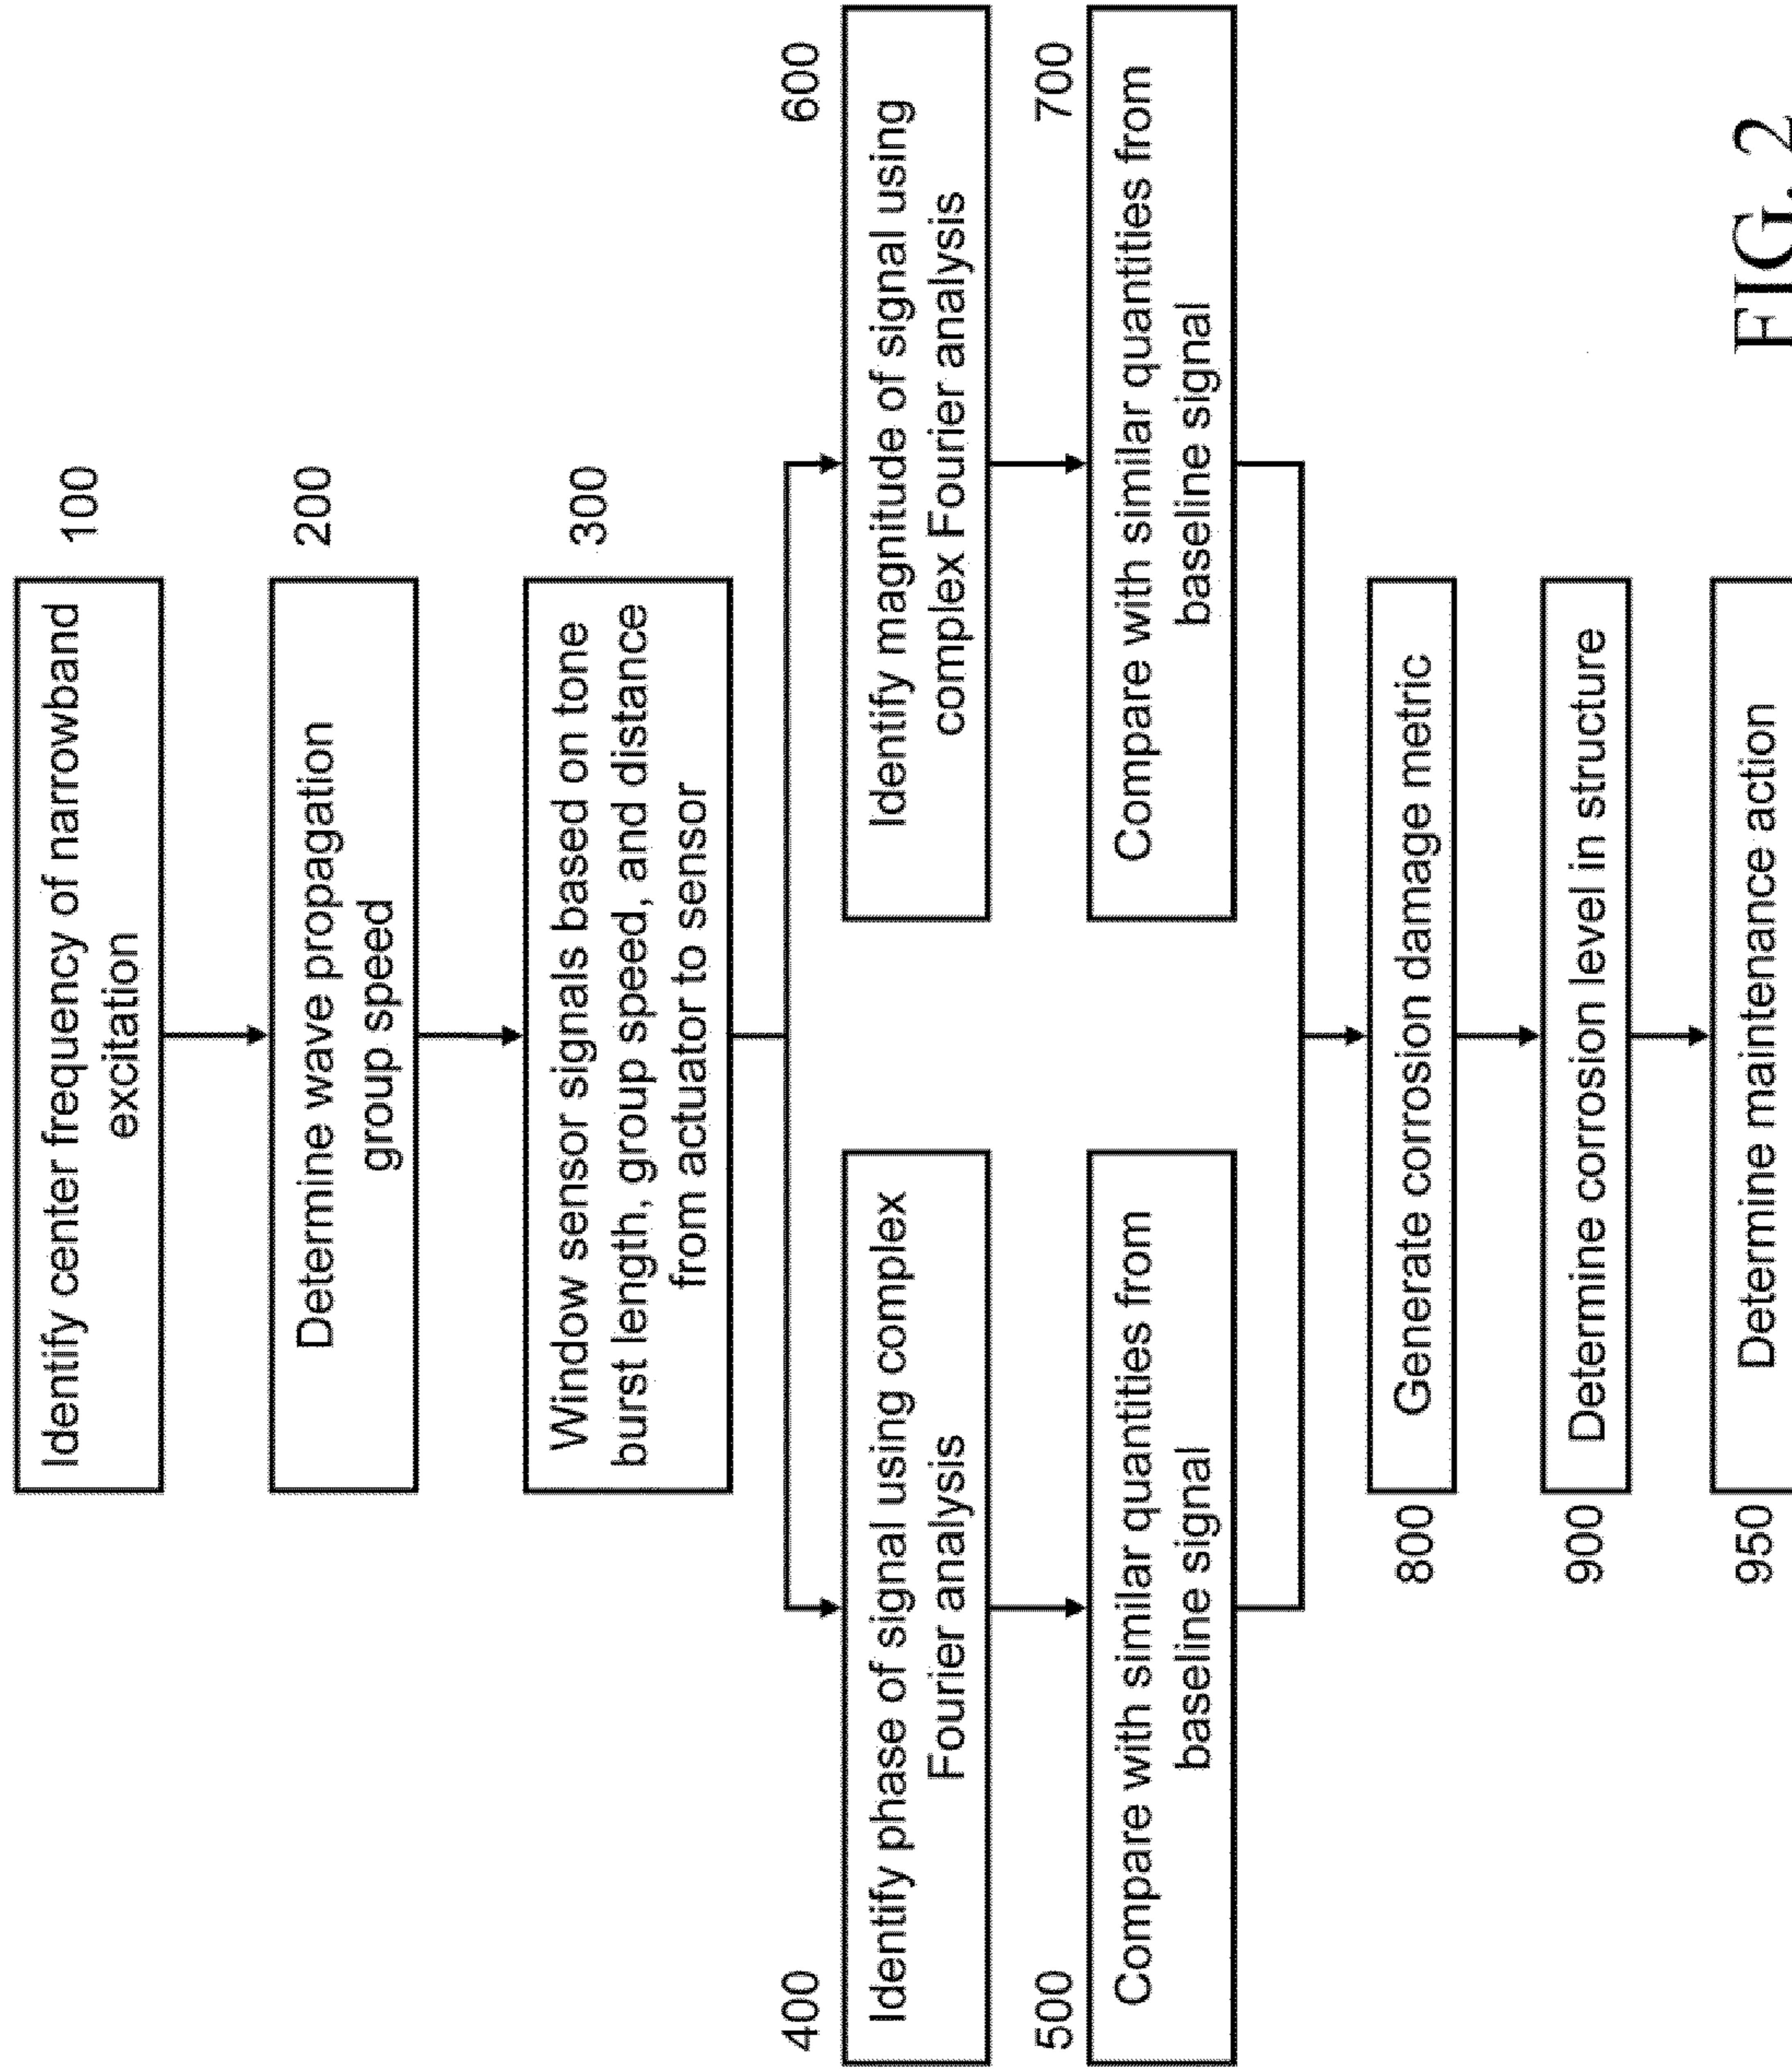 Identify center frequency of narrowband
excitation
100
Determine wave propagation
group speed
200
Window sensor signals based on tone
burst length, group speed, and distance
from actuator to sensor
300
400
Identify phase of signal using complex
Fourier analysis
600
Identify magnitude of signal using
complex Fourier analysis
500
Compare with similar quantities from
baseline signal
700
Compare with similar quantities from
baseline signal
800
Generate corrosion damage metric
900
Determine corrosion level in structure
950
Determine maintenance action
FIG. 2